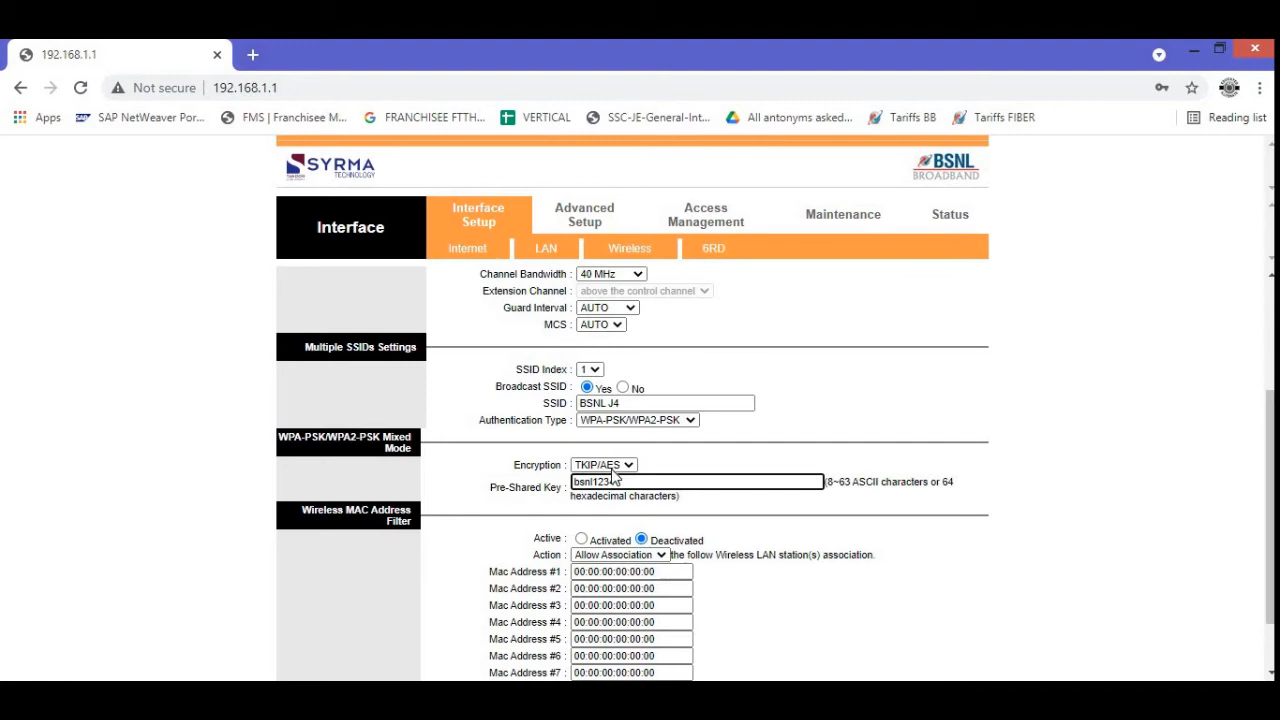 192.168.1.1
Not secure
192.168.1.1
Apps
SAP NetWeaver Por...
FMS | Franchisee M...
FRANCHISEE FTTH...
VERTICAL
SSC-JE-General-Int...
All antonyms asked...
Tariffs BB
Tariffs FIBER
Reading list
SYRMA
TECHNOLOGY
BSNL
BROADBAND
Interface
Interface Setup
Advanced Setup
Access Management
Maintenance
Status
Internet
LAN
Wireless
6RD
Channel Bandwidth : 40 MHz
Extension Channel : above the control channel
Guard Interval : AUTO
MCS : AUTO
Multiple SSIDs Settings
SSID Index : 1
Broadcast SSID : Yes No
SSID : BSNL J4
Authentication Type : WPA-PSK/WPA2-PSK
WPA-PSK/WPA2-PSK Mixed
Mode
Encryption : TKIP/AES
Pre-Shared Key : (8~63 ASCII characters or 64
hexadecimal characters)
Wireless MAC Address
Filter
Active : Activated Deactivated
Action : Allow Association the follow Wireless LAN station(s) association.
Mac Address #1 : 00:00:00:00:00:00
Mac Address #2 : 00:00:00:00:00:00
Mac Address #3 : 00:00:00:00:00:00
Mac Address #4 : 00:00:00:00:00:00
Mac Address #5 : 00:00:00:00:00:00
Mac Address #6 : 00:00:00:00:00:00
Mac Address #7 : 00:00:00:00:00:00